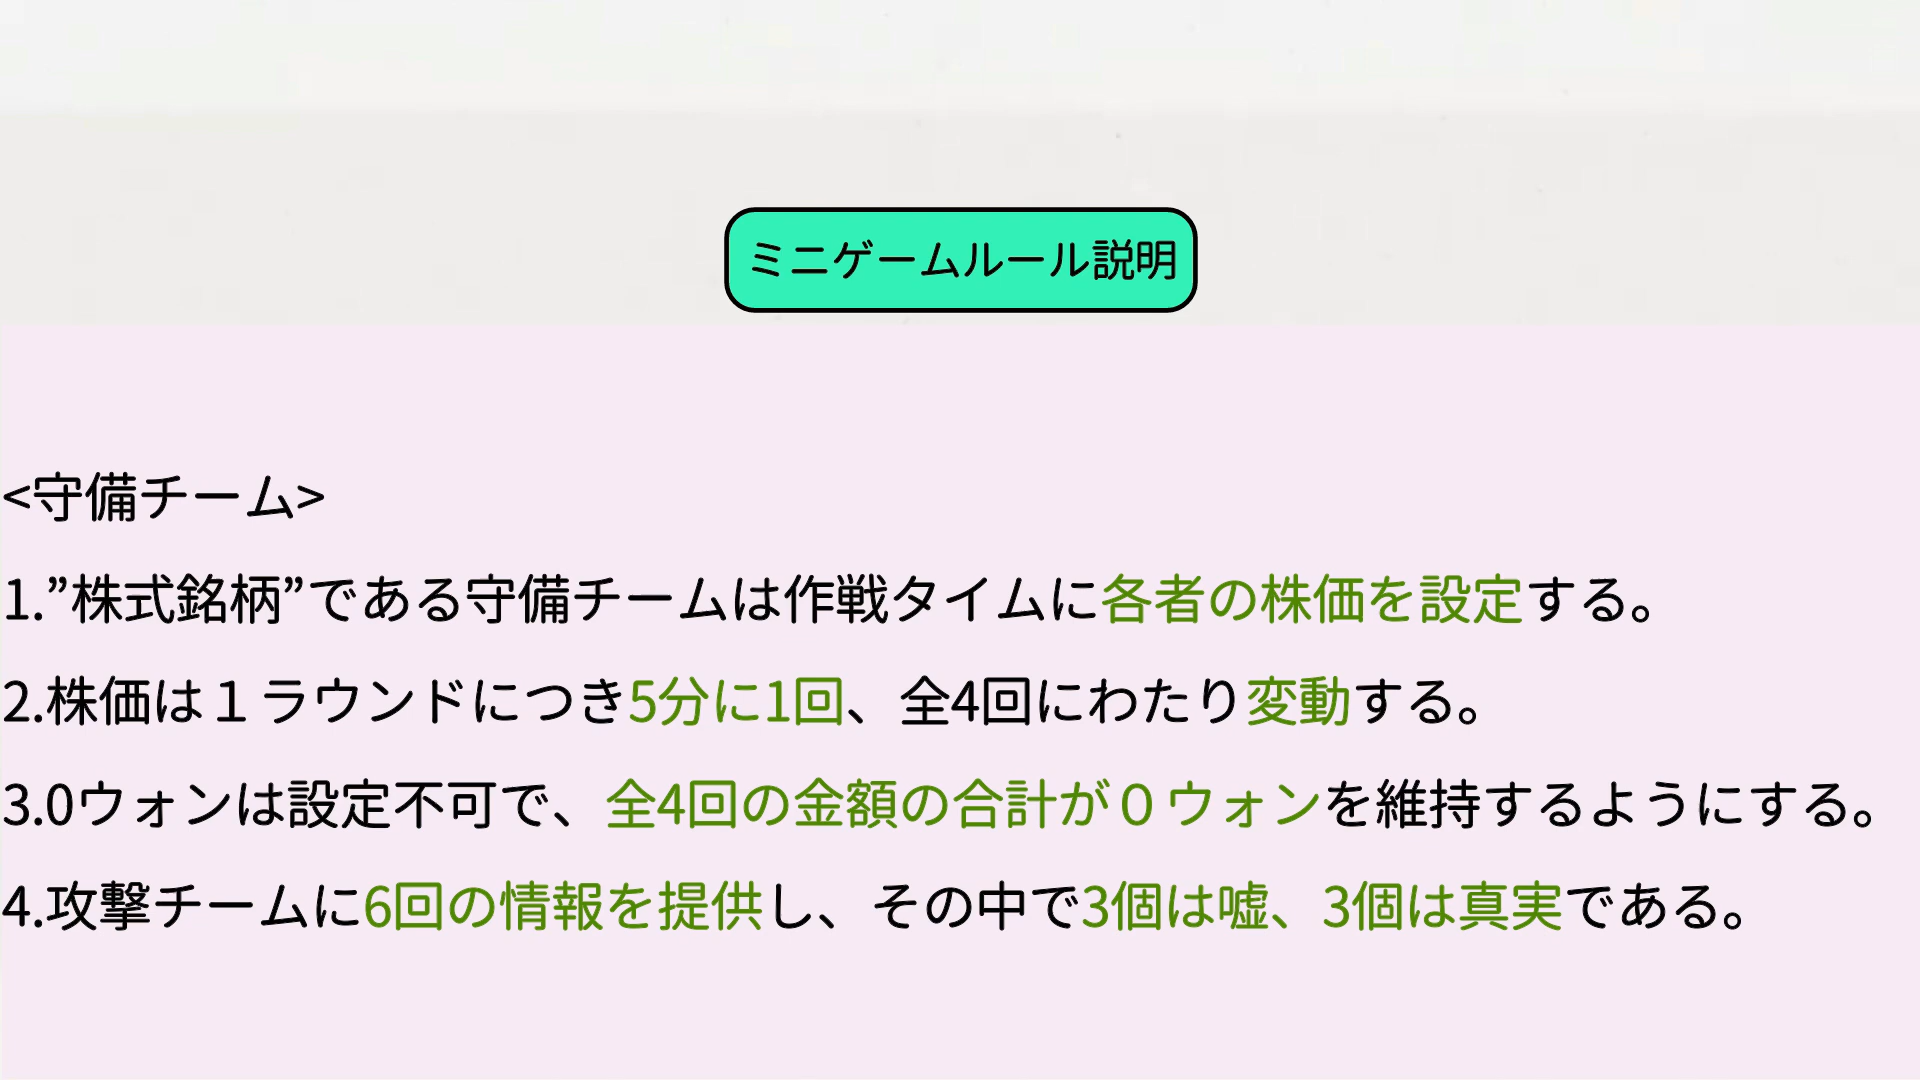 ミニゲームルール説明
<守備チーム>
1.”株式銘柄”である守備チームは作戦タイムに各者の株価を設定する。
2.株価は１ラウンドにつき5分に1回、全4回にわたり変動する。
3.0ウォンは設定不可で、全4回の金額の合計が０ウォンを維持するようにする。
4.攻撃チームに6回の情報を提供し、その中で3個は嘘、3個は真実である。